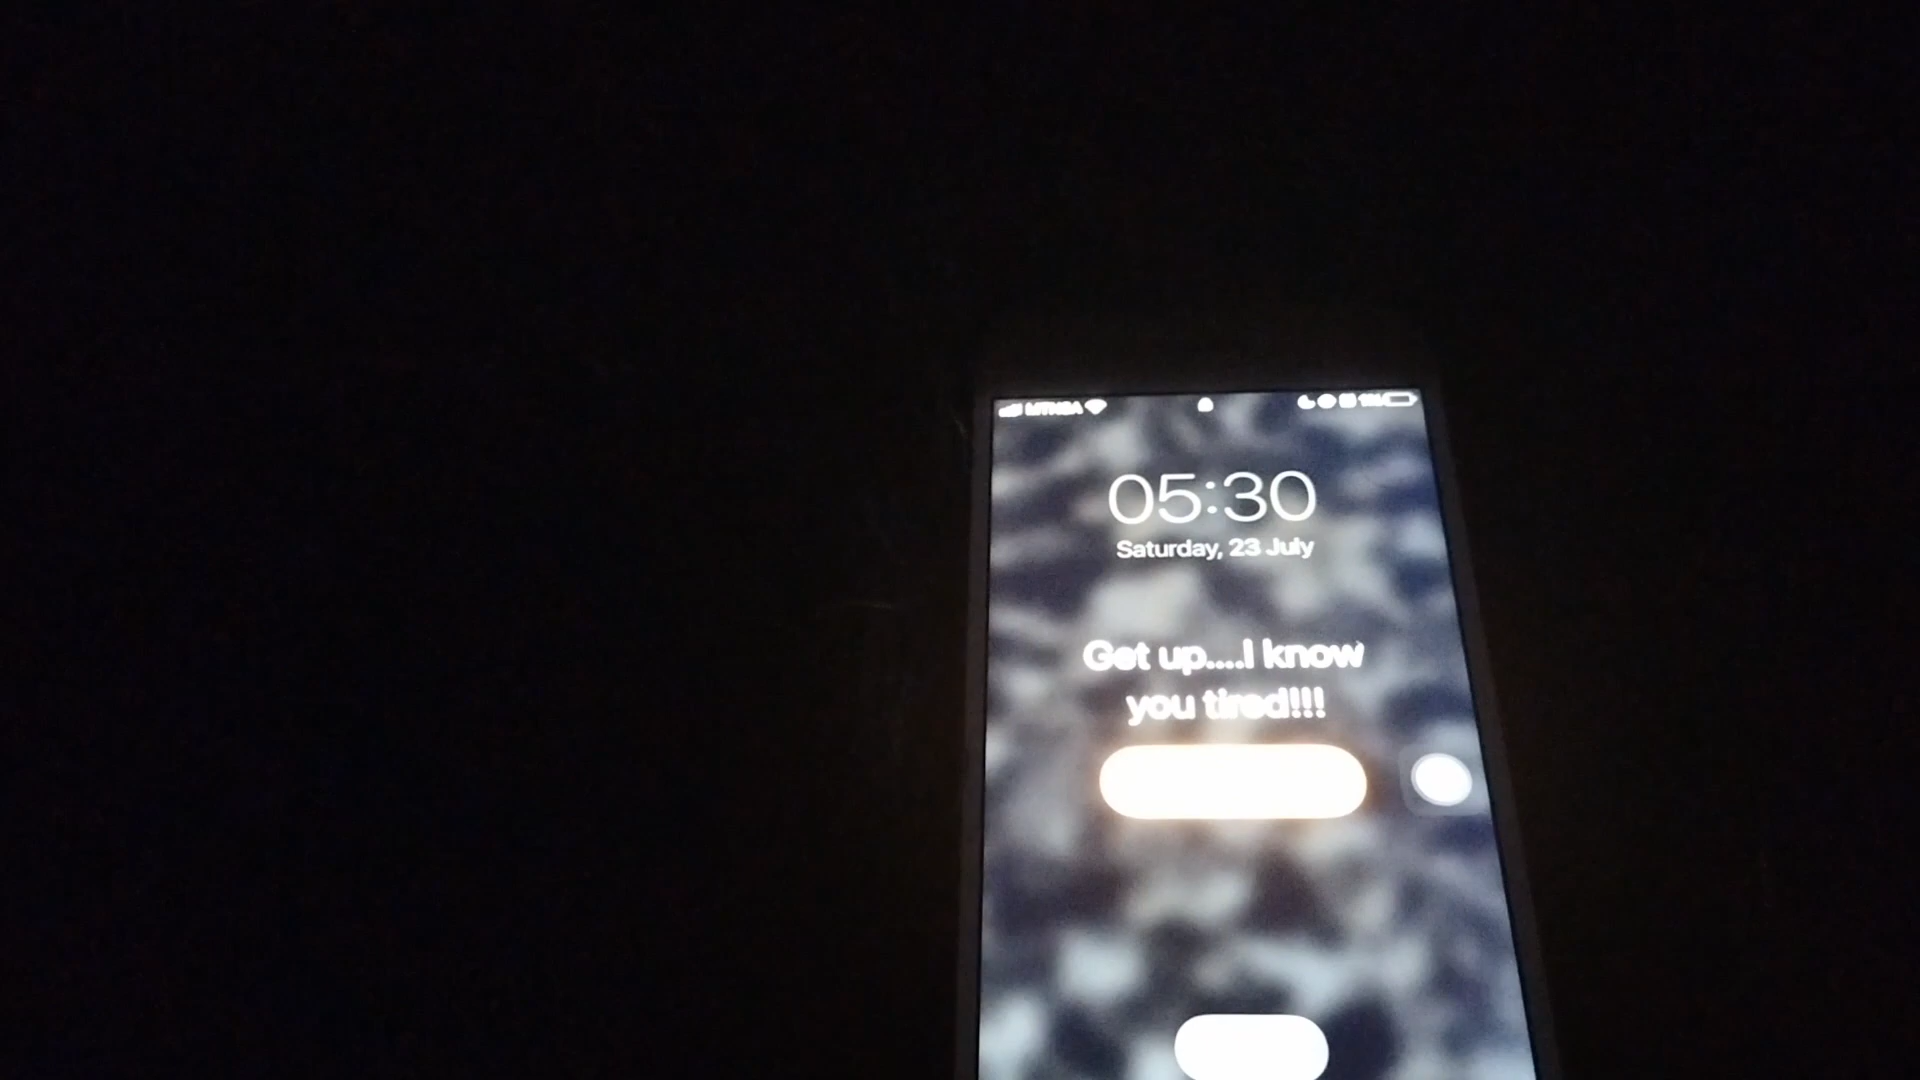 05:30
Saturday, 23 July
Get up....I know
you tired!!!